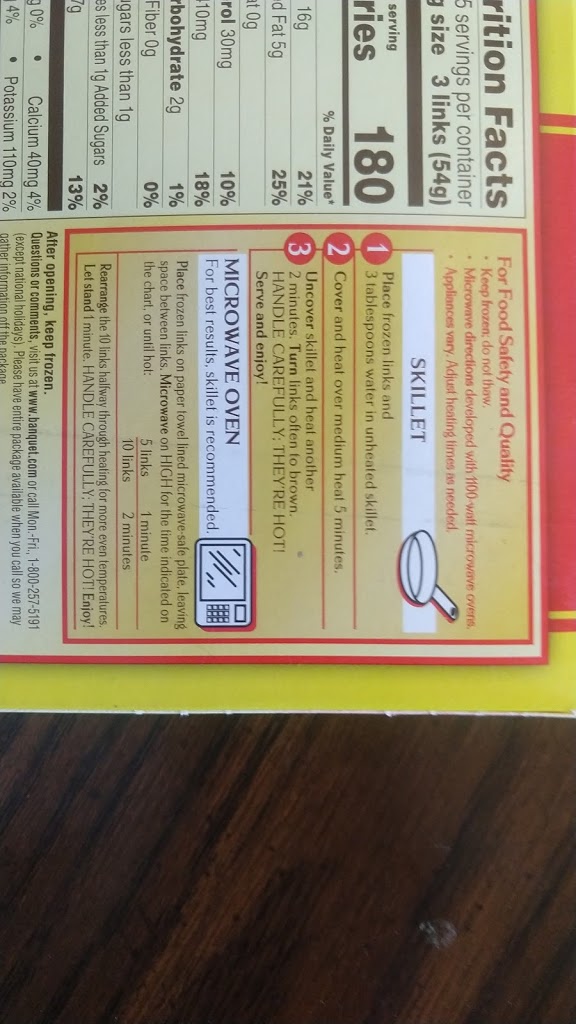 rition Facts
5 servings per container
g size 3 links (54g)
serving
ries 180
% Daily Value*
16g 21%
d Fat 5g 25%
at 0g
rol 30mg 10%
410mg 18%
rbohydrate 2g 1%
Fiber 0g 0%
ugars less than 1g
es less than 1g Added Sugars 2%
7g 13%
g 0% • Calcium 40mg 4%
4% • Potassium 110mg 2%
For Food Safety and Quality
• Keep frozen; do not thaw.
• Microwave directions developed with 1100-watt microwave ovens.
• Appliances vary. Adjust heating times as needed.
SKILLET
1 Place frozen links and
3 tablespoons water in unheated skillet.
2 Cover and heat over medium heat 5 minutes.
3 Uncover skillet and heat another
2 minutes. Turn links often to brown.
HANDLE CAREFULLY; THEY'RE HOT!
Serve and enjoy!
MICROWAVE OVEN
For best results, skillet is recommended.
Place frozen links on paper towel lined microwave-safe plate, leaving
space between links. Microwave on HIGH for the time indicated on
the chart, or until hot:
5 links 1 minute
10 links 2 minutes
Rearrange the 10 links halfway through heating for more even temperatures.
Let stand 1 minute. HANDLE CAREFULLY; THEY'RE HOT! Enjoy!
After opening, keep frozen.
Questions or comments, visit us at www.banquet.com or call Mon.-Fri., 1-800-257-5191
(except national holidays). Please have entire package available when you call so we may
gather information off the package.